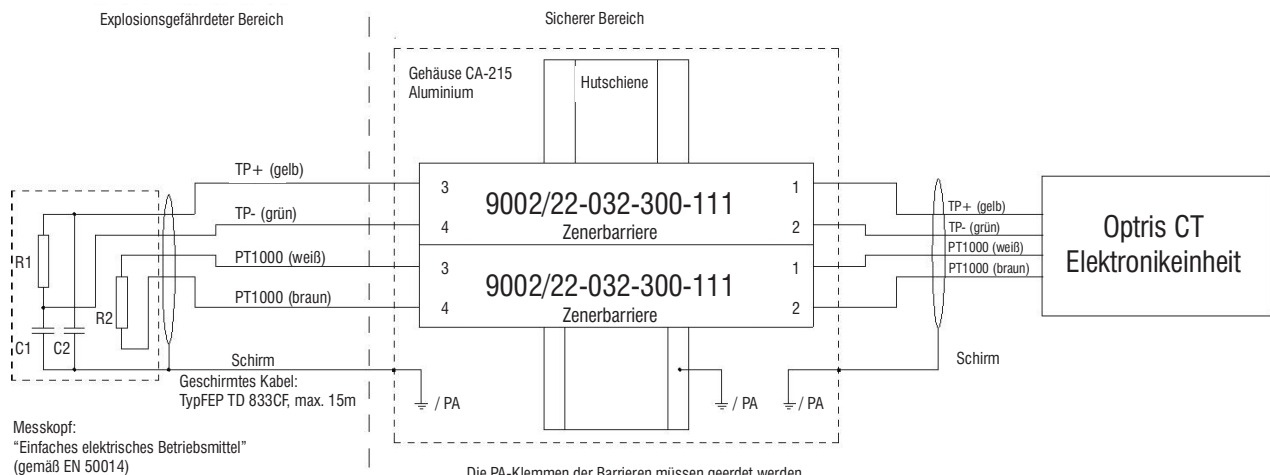 Explosionsgefährdeter Bereich
Sicherer Bereich
Gehäuse CA-215
Aluminium
Hutschiene
TP+ (gelb)
3
9002/22-032-300-111
1
TP- (grün)
4
Zenerbarriere
2
PT1000 (weiß)
3
9002/22-032-300-111
1
PT1000 (braun)
4
Zenerbarriere
2
TP+ (gelb)
TP- (grün)
PT1000 (weiß)
PT1000 (braun)
Optris CT
Elektronikeinheit
R1
R2
C1
C2
Schirm
Geschirmtes Kabel:
TypFEP TD 833CF, max. 15m
/ PA
/ PA
/ PA
Schirm
Messkopf:
"Einfaches elektrisches Betriebsmittel"
(gemäß EN 50014)
Die PA-Klemmen der Barrieren müssen geerdet werden